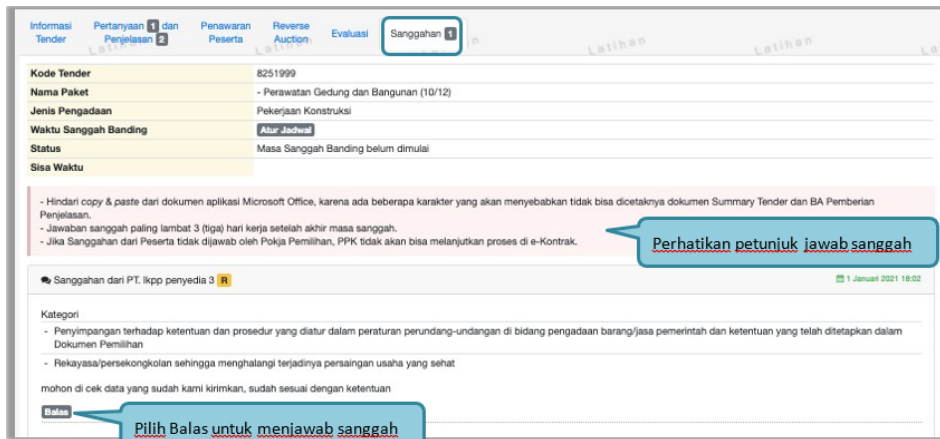 Informasi Tender
Pertanyaan 1 dan Penjelasan 2
Penawaran Peserta
Reverse Auction
Evaluasi
Sanggahan 1
Latihan
Latihan
Latihan
Latihan
Kode Tender 8251999
Nama Paket - Perawatan Gedung dan Bangunan (10/12)
Jenis Pengadaan Pekerjaan Konstruksi
Waktu Sanggah Banding Atur Jadwal
Status Masa Sanggah Banding belum dimulai
Sisa Waktu
- Hindari copy & paste dari dokumen aplikasi Microsoft Office, karena ada beberapa karakter yang akan menyebabkan tidak bisa dicetaknya dokumen Summary Tender dan BA Pemberian
Penjelasan.
- Jawaban sanggah paling lambat 3 (tiga) hari kerja setelah akhir masa sanggah.
- Jika Sanggahan dari Peserta tidak dijawab oleh Pokja Pemilihan, PPK tidak akan bisa melanjutkan proses di e-Kontrak.
Perhatikan petunjuk jawab sanggah
Sanggahan dari PT. lkpp penyedia 3 R
1 Januari 2021 18:02
Kategori
- Penyimpangan terhadap ketentuan dan prosedur yang diatur dalam peraturan perundang-undangan di bidang pengadaan barang/jasa pemerintah dan ketentuan yang telah ditetapkan dalam
Dokumen Pemilihan
- Rekayasa/persekongkolan sehingga menghalangi terjadinya persaingan usaha yang sehat
mohon di cek data yang sudah kami kirimkan, sudah sesuai dengan ketentuan
Balas
Pilih Balas untuk menjawab sanggah